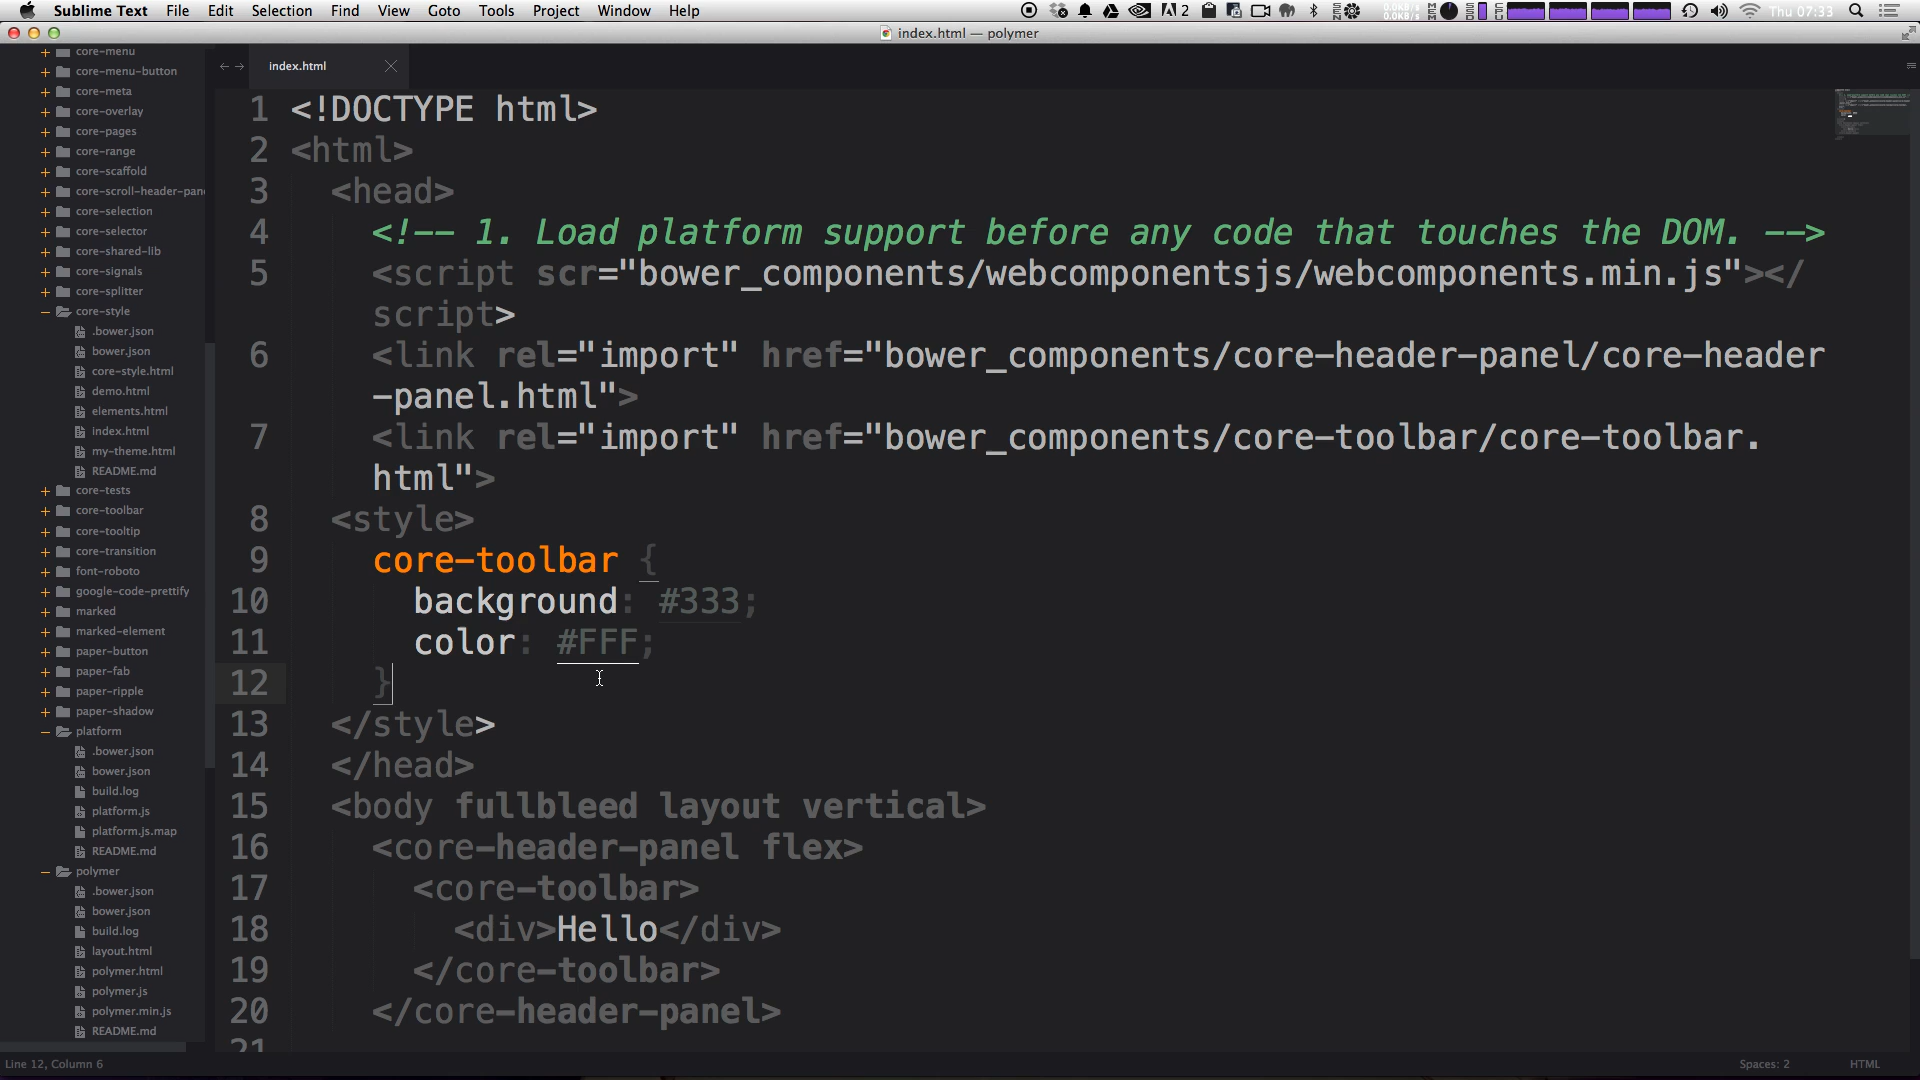 Sublime Text File Edit Selection Find View Goto Tools Project Window Help 2 Thu 07:33
index.html — polymer
core-menu
core-menu-button
core-meta
core-overlay
core-pages
core-range
core-scaffold
core-scroll-header-pan
core-selection
core-selector
core-shared-lib
core-signals
core-splitter
core-style
.bower.json
bower.json
core-style.html
demo.html
elements.html
index.html
my-theme.html
README.md
core-tests
core-toolbar
core-tooltip
core-transition
font-roboto
google-code-prettify
marked
marked-element
paper-button
paper-fab
paper-ripple
paper-shadow
platform
.bower.json
bower.json
build.log
platform.js
platform.js.map
README.md
polymer
.bower.json
bower.json
build.log
layout.html
polymer.html
polymer.js
polymer.min.js
README.md
index.html
1 <!DOCTYPE html>
2 <html>
3 <head>
4 <!-- 1. Load platform support before any code that touches the DOM. -->
5 <script scr="bower_components/webcomponentsjs/webcomponents.min.js"></
script>
6 <link rel="import" href="bower_components/core-header-panel/core-header
-panel.html">
7 <link rel="import" href="bower_components/core-toolbar/core-toolbar.
html">
8 <style>
9 core-toolbar {
10 background: #333;
11 color: #FFF;
12 }
13 </style>
14 </head>
15 <body fullbleed layout vertical>
16 <core-header-panel flex>
17 <core-toolbar>
18 <div>Hello</div>
19 </core-toolbar>
20 </core-header-panel>
21
Line 12, Column 6 Spaces: 2 HTML